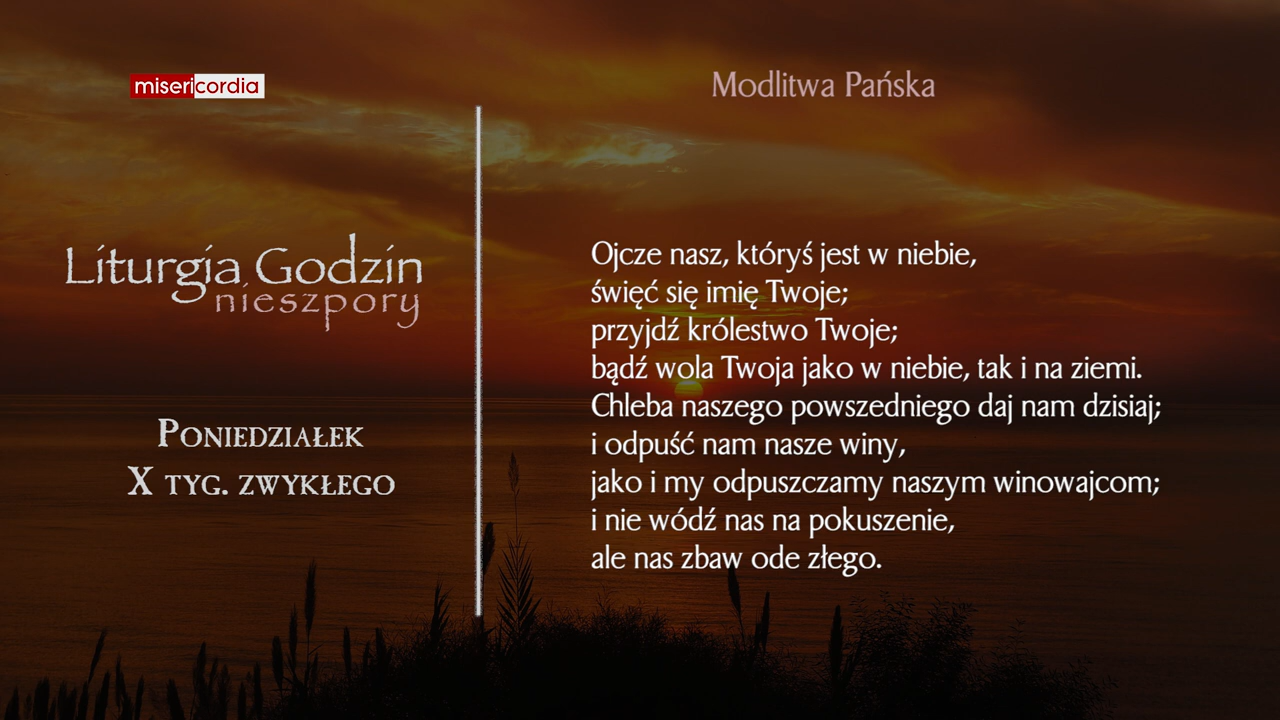 misericordia
Liturgia Godzin
nieszpory
Poniedziałek
X tyg. zwykłego
Modlitwa Pańska
Ojcze nasz, któryś jest w niebie,
święć się imię Twoje;
przyjdź królestwo Twoje;
bądź wola Twoja jako w niebie, tak i na ziemi.
Chleba naszego powszedniego daj nam dzisiaj;
i odpuść nam nasze winy,
jako i my odpuszczamy naszym winowajcom;
i nie wódź nas na pokuszenie,
ale nas zbaw ode złego.